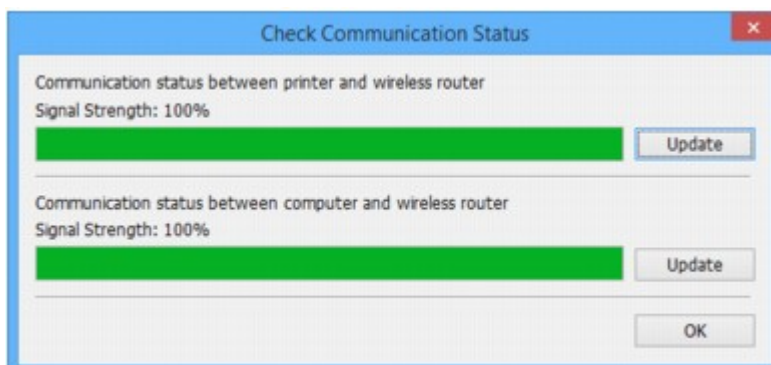 Check Communication Status
Communication status between printer and wireless router
Signal Strength: 100%
Update
Communication status between computer and wireless router
Signal Strength: 100%
Update
OK